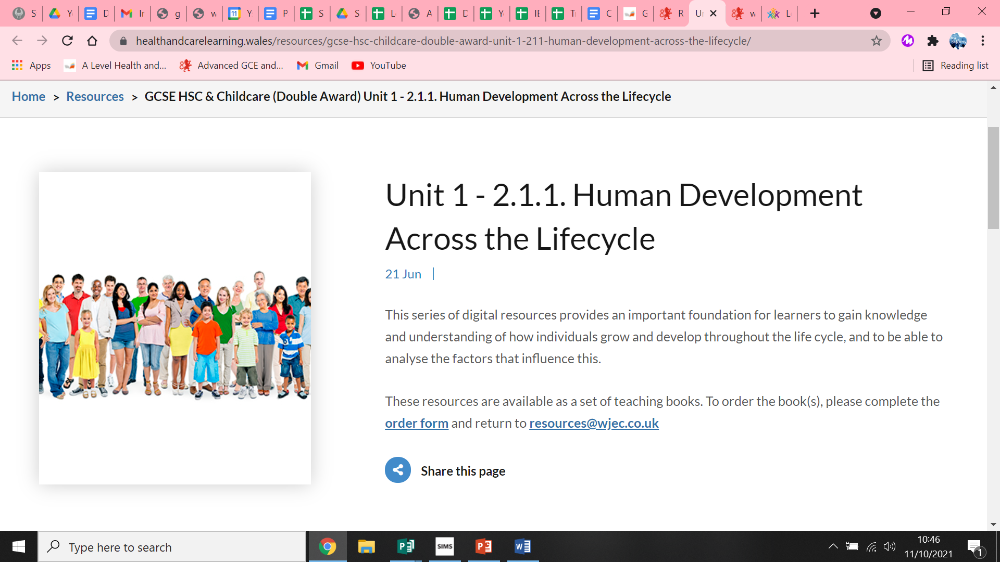 S
Y
D
Ir
g
w
11
Y
P
S
S
L
A
D
Y
IE
T
C
G
R
U
w
L
healthandcarelearning.wales/resources/gcse-hsc-childcare-double-award-unit-1-211-human-development-across-the-lifecycle/
Apps
A Level Health and...
Advanced GCE and...
Gmail
YouTube
Reading list
Home > Resources > GCSE HSC & Childcare (Double Award) Unit 1 - 2.1.1. Human Development Across the Lifecycle
Unit 1 - 2.1.1. Human Development
Across the Lifecycle
21 Jun
This series of digital resources provides an important foundation for learners to gain knowledge
and understanding of how individuals grow and develop throughout the life cycle, and to be able to
analyse the factors that influence this.
These resources are available as a set of teaching books. To order the book(s), please complete the
order form and return to resources@wjec.co.uk
Share this page
Type here to search
SIMS
10:46
11/10/2021
1